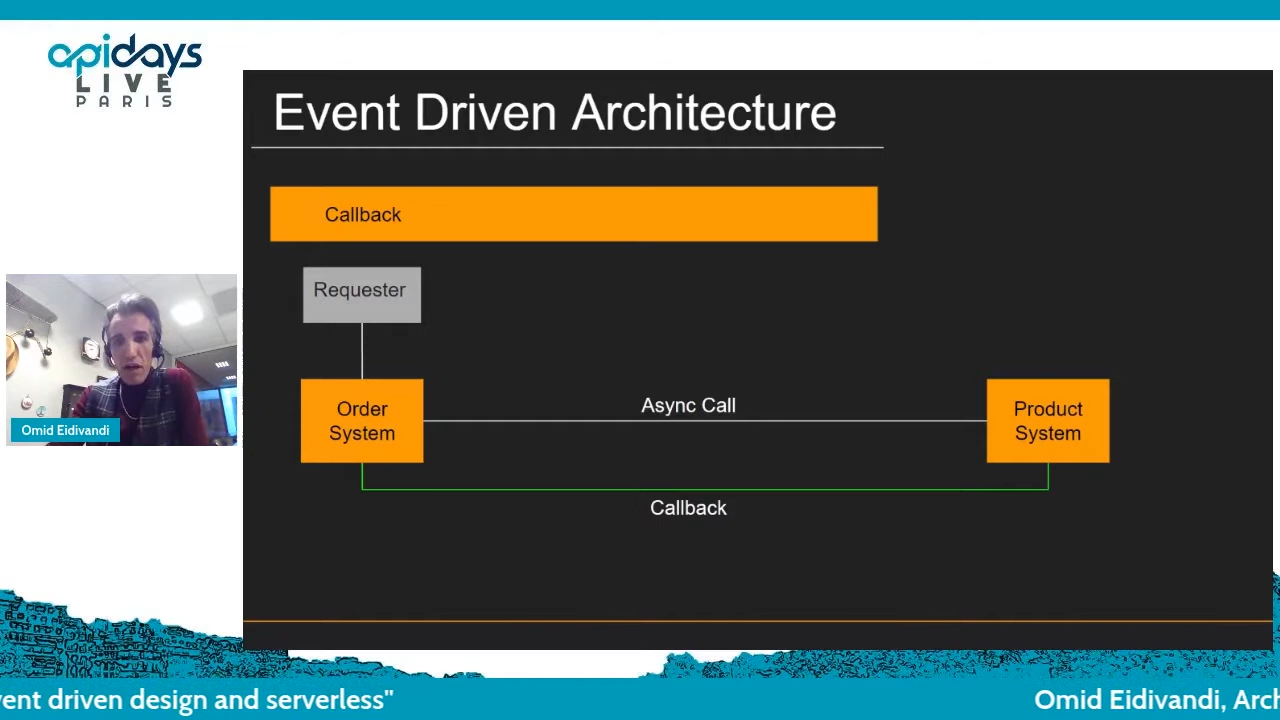 apidays
LIVE
PARIS
Event Driven Architecture
Callback
Requester
Order
System
Async Call
Product
System
Callback
Omid Eidivandi
vent driven design and serverless"
Omid Eidivandi, Arch